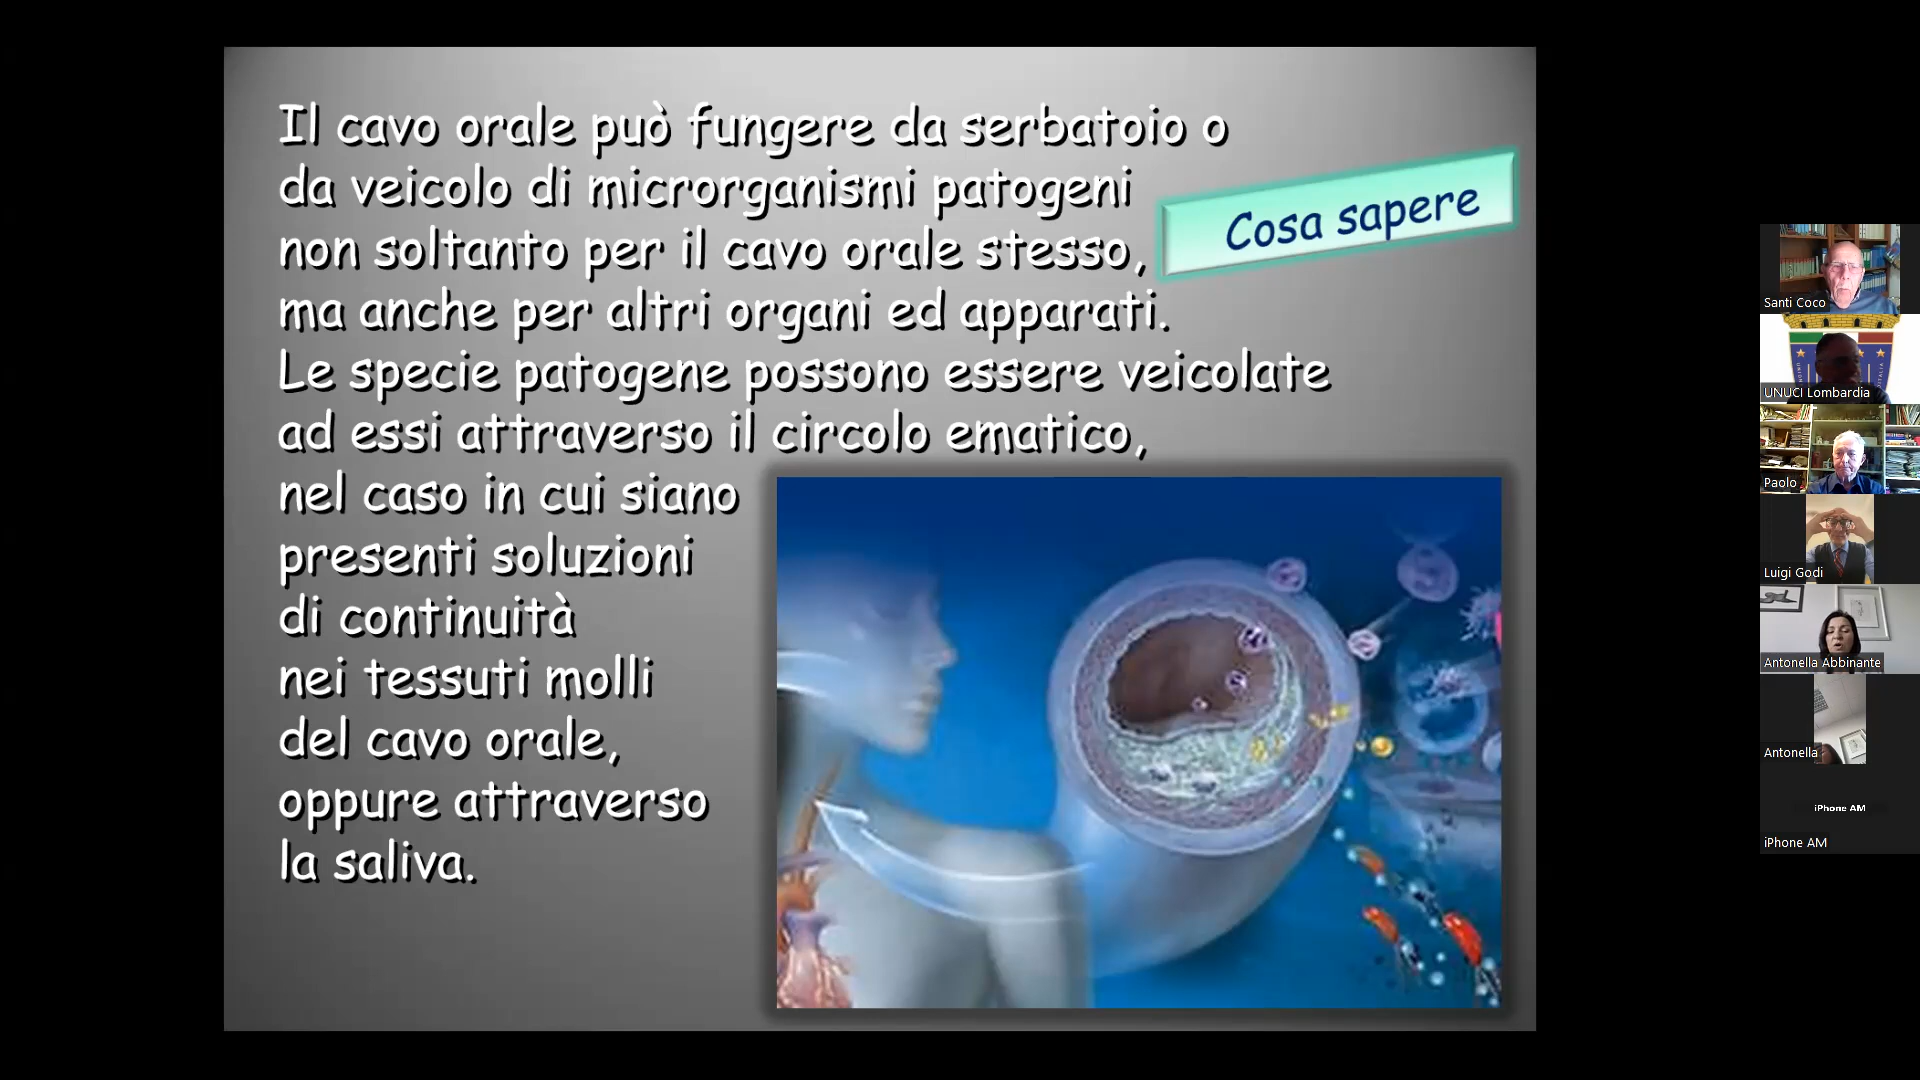 Il cavo orale può fungere da serbatoio o
da veicolo di microrganismi patogeni
non soltanto per il cavo orale stesso,
ma anche per altri organi ed apparati.
Le specie patogene possono essere veicolate
ad essi attraverso il circolo ematico,
nel caso in cui siano
presenti soluzioni
di continuità
nei tessuti molli
del cavo orale,
oppure attraverso
la saliva.
Cosa sapere
Santi Coco
UNUCI Lombardia
Paolo
Luigi Godi
Antonella Abbinante
Antonella
iPhone AM
iPhone AM